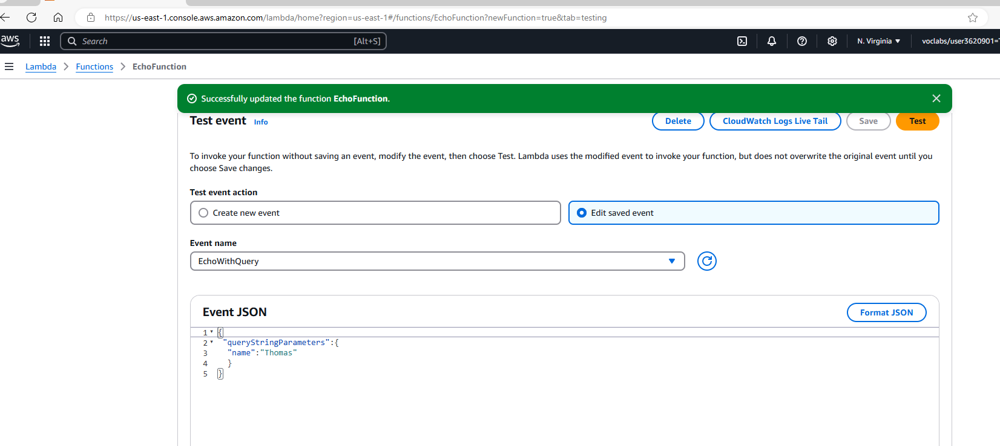 https://us-east-1.console.aws.amazon.com/lambda/home?region=us-east-1#/functions/EchoFunction?newFunction=true&tab=testing
aws Search [Alt+S] N. Virginia voclabs/user3620901=
Lambda Functions EchoFunction
Successfully updated the function EchoFunction.
Test event Info Delete CloudWatch Logs Live Tail Save Test
To invoke your function without saving an event, modify the event, then choose Test. Lambda uses the modified event to invoke your function, but does not overwrite the original event until you
choose Save changes.
Test event action
Create new event Edit saved event
Event name
EchoWithQuery
Event JSON Format JSON
1 {
2 "queryStringParameters":{
3 "name":"Thomas"
4 }
5 }